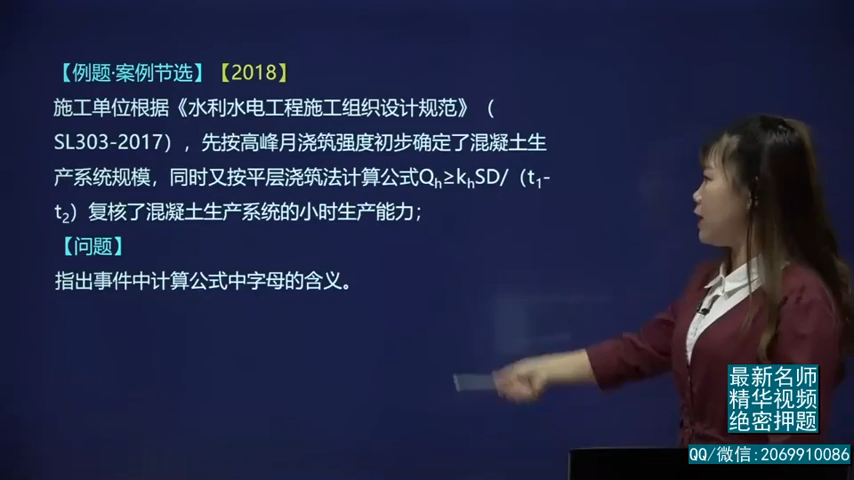 【例题·案例节选】【2018】
施工单位根据《水利水电工程施工组织设计规范》（
SL303-2017），先按高峰月浇筑强度初步确定了混凝土生
产系统规模，同时又按平层浇筑法计算公式Qh≥khSD/（t1-
t2）复核了混凝土生产系统的小时生产能力；
【问题】
指出事件中计算公式中字母的含义。
最新名师
精华视频
绝密押题
QQ/微信:2069910086